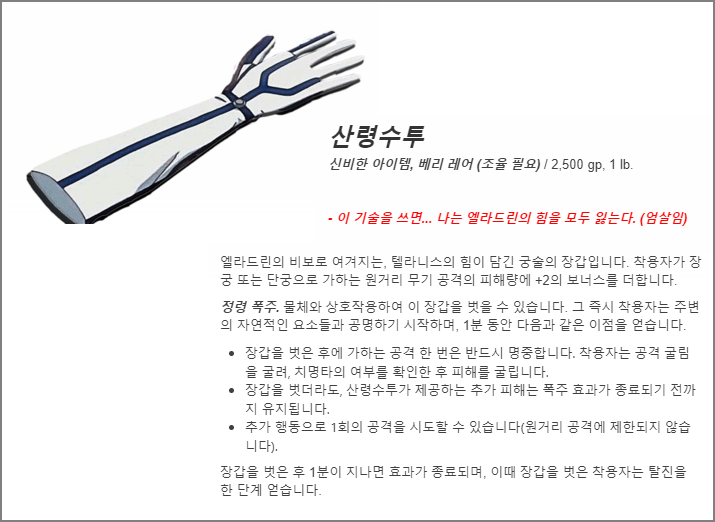 산령수투
신비한 아이템, 베리 레어 (조율 필요) / 2,500 gp, 1 lb.
- 이 기술을 쓰면... 나는 엘라드린의 힘을 모두 잃는다. (엄살임)
엘라드린의 비보로 여겨지는, 텔라니스의 힘이 담긴 궁술의 장갑입니다. 착용자가 장
궁 또는 단궁으로 가하는 원거리 무기 공격의 피해량에 +2의 보너스를 더합니다.
정령 폭주. 물체와 상호작용하여 이 장갑을 벗을 수 있습니다. 그 즉시 착용자는 주변
의 자연적인 요소들과 공명하기 시작하며, 1분 동안 다음과 같은 이점을 얻습니다.
• 장갑을 벗은 후에 가하는 공격 한 번은 반드시 명중합니다. 착용자는 공격 굴림
을 굴려, 치명타의 여부를 확인한 후 피해를 굴립니다.
• 장갑을 벗더라도, 산령수투가 제공하는 추가 피해는 폭주 효과가 종료되기 전까
지 유지됩니다.
• 추가 행동으로 1회의 공격을 시도할 수 있습니다(원거리 공격에 제한되지 않습
니다).
장갑을 벗은 후 1분이 지나면 효과가 종료되며, 이때 장갑을 벗은 착용자는 탈진을
한 단계 얻습니다.